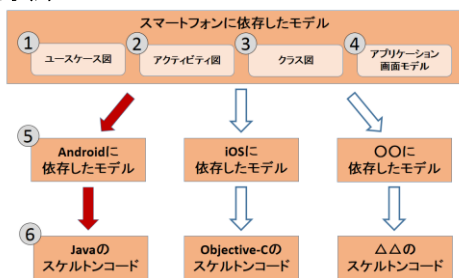 スマートフォンに依存したモデル
1
ユースケース図
2
アクティビティ図
3
クラス図
4
アプリケーション
画面モデル
5
Androidに
依存したモデル
iOSに
依存したモデル
〇〇に
依存したモデル
6
Javaの
スケルトンコード
Objective-Cの
スケルトンコード
△△の
スケルトンコード